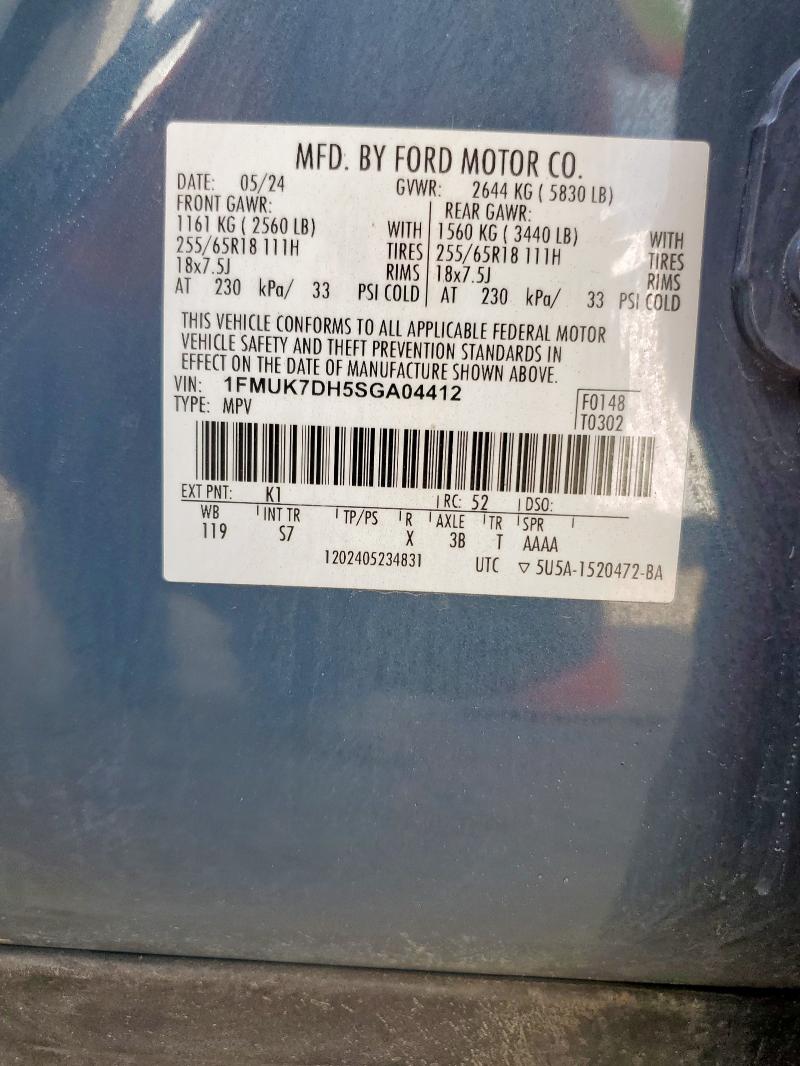 MFD. BY FORD MOTOR CO.
DATE: 05/24 GVWR: 2644 KG ( 5830 LB)
FRONT GAWR: REAR GAWR:
1161 KG ( 2560 LB) WITH 1560 KG ( 3440 LB) WITH
255/65R18 111H TIRES 255/65R18 111H TIRES
18x7.5J RIMS 18x7.5J RIMS
AT 230 kPa/ 33 PSI COLD AT 230 kPa/ 33 PSI COLD
THIS VEHICLE CONFORMS TO ALL APPLICABLE FEDERAL MOTOR
VEHICLE SAFETY AND THEFT PREVENTION STANDARDS IN
EFFECT ON THE DATE OF MANUFACTURE SHOWN ABOVE.
VIN: 1FMUK7DH5SGA04412 F0148
TYPE: MPV T0302
EXT PNT: K1 RC: 52 DSO:
WB INT TR TP/PS R AXLE TR SPR
119 S7 X 3B T AAAA
1202405234831 UTC ▽ 5U5A-1520472-BA